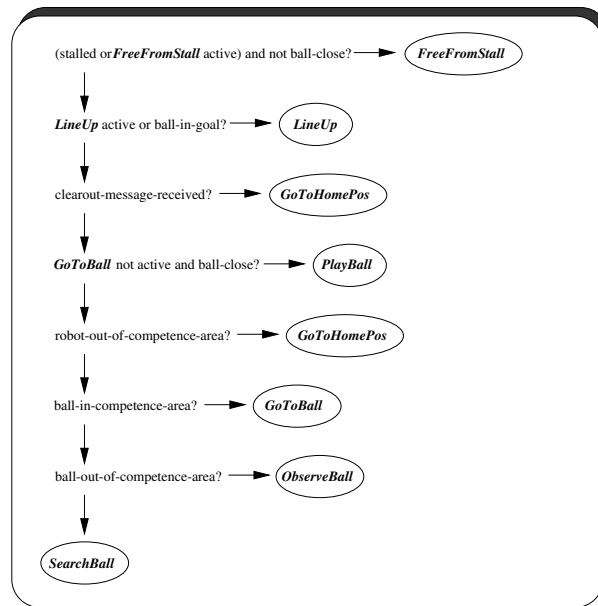 (stalled or FreeFromStall active) and not ball-close? FreeFromStall
LineUp active or ball-in-goal? LineUp
clearout-message-received? GoToHomePos
GoToBall not active and ball-close? PlayBall
robot-out-of-competence-area? GoToHomePos
ball-in-competence-area? GoToBall
ball-out-of-competence-area? ObserveBall
SearchBall